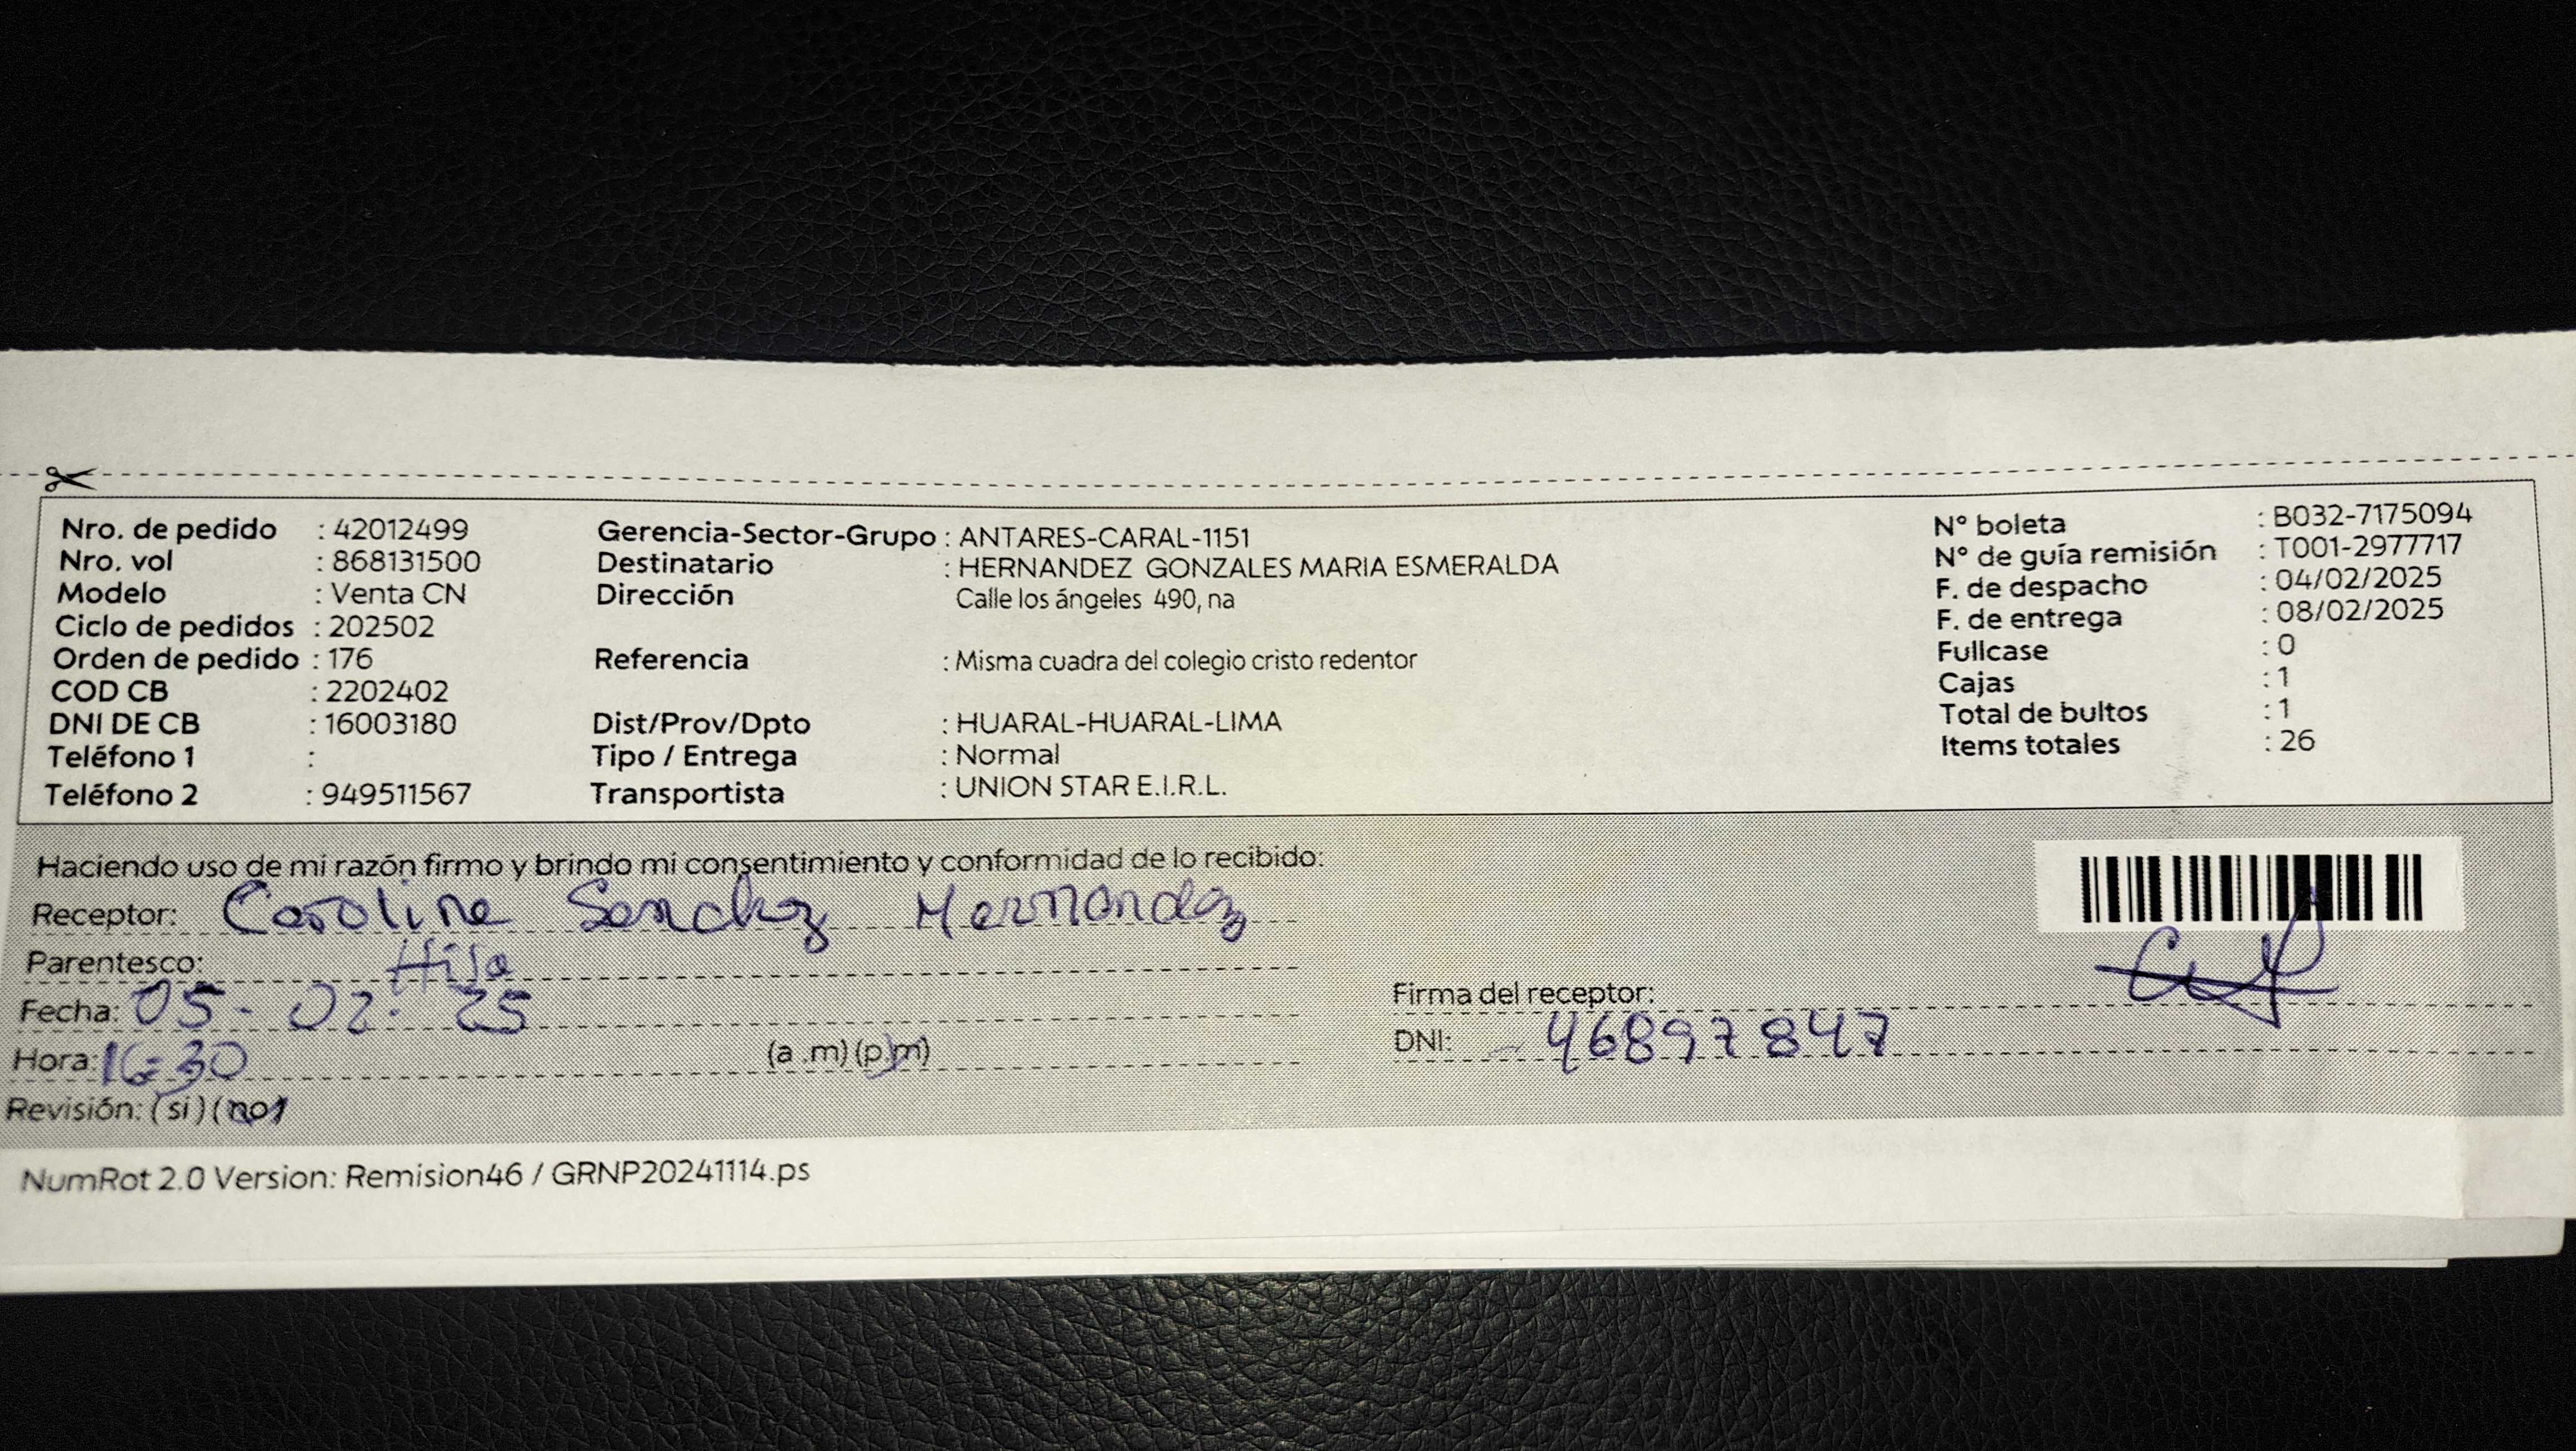 Nro. de pedido : 42012499
Nro. vol : 868131500
Modelo : Venta CN
Ciclo de pedidos : 202502
Orden de pedido : 176
COD CB : 2202402
DNI DE CB : 16003180
Teléfono 1 :
Teléfono 2 : 949511567
Gerencia-Sector-Grupo : ANTARES-CARAL-1151
Destinatario : HERNANDEZ GONZALES MARIA ESMERALDA
Dirección Calle los ángeles 490, na
Referencia : Misma cuadra del colegio cristo redentor
Dist/Prov/Dpto : HUARAL-HUARAL-LIMA
Tipo / Entrega : Normal
Transportista : UNION STAR E.I.R.L.
N° boleta : B032-7175094
N° de guía remisión : T001-2977717
F. de despacho : 04/02/2025
F. de entrega : 08/02/2025
Fullcase : 0
Cajas : 1
Total de bultos : 1
Items totales : 26
Haciendo uso de mi razón firmo y brindo mi consentimiento y conformidad de lo recibido:
Receptor: Caroline Sanchez Hernandez
Parentesco: Hija
Fecha: 05-02-25
Hora: 16:30 (a .m) (p.m)
Revisión: (si) (no)
Firma del receptor:
DNI: 46897847
NumRot 2.0 Version: Remision46 / GRNP20241114.ps